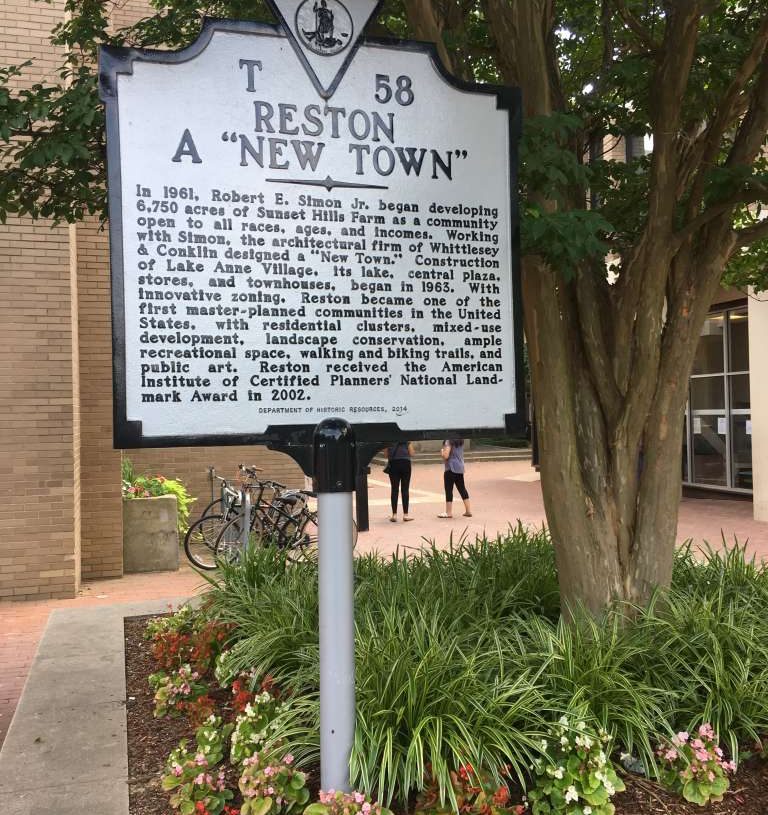 T 58
RESTON
A "NEW TOWN"
In 1961, Robert E. Simon Jr. began developing
6,750 acres of Sunset Hills Farm as a community
open to all races, ages, and incomes. Working
with Simon, the architectural firm of Whittlesey
& Conklin designed a "New Town." Construction
of Lake Anne Village, its lake, central plaza,
stores, and townhouses, began in 1963. With
innovative zoning, Reston became one of the
first master-planned communities in the United
States, with residential clusters, mixed-use
development, landscape conservation, ample
recreational space, walking and biking trails, and
public art. Reston received the American
Institute of Certified Planners' National Land-
mark Award in 2002.
DEPARTMENT OF HISTORIC RESOURCES, 2014